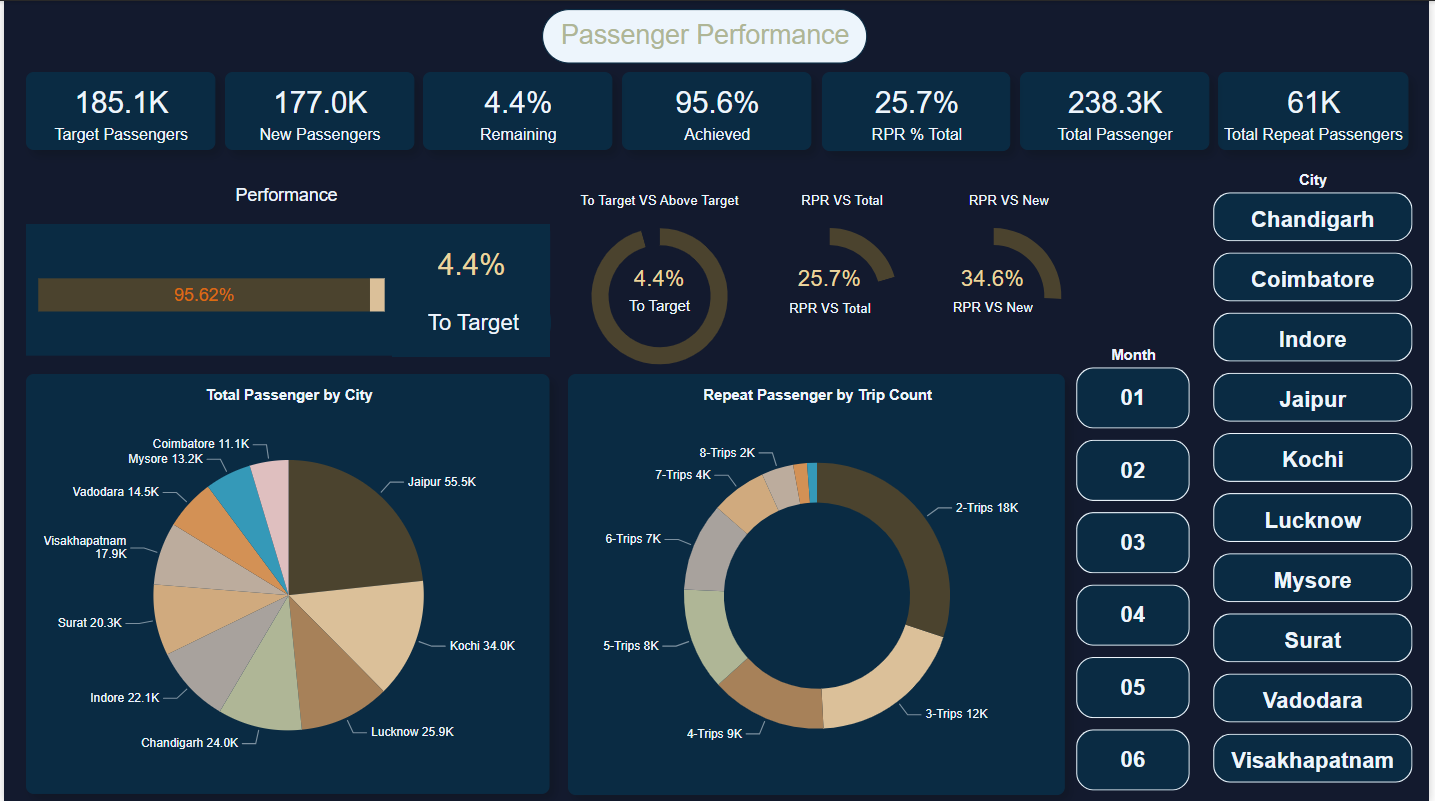 Passenger Performance
185.1K
Target Passengers
177.0K
New Passengers
4.4%
Remaining
95.6%
Achieved
25.7%
RPR % Total
238.3K
Total Passenger
61K
Total Repeat Passengers
Performance
95.62%
4.4%
To Target
To Target VS Above Target
4.4%
To Target
RPR VS Total
25.7%
RPR VS Total
RPR VS New
34.6%
RPR VS New
Total Passenger by City
Coimbatore 11.1K
Mysore 13.2K
Vadodara 14.5K
Visakhapatnam
17.9K
Surat 20.3K
Indore 22.1K
Chandigarh 24.0K
Lucknow 25.9K
Kochi 34.0K
Jaipur 55.5K
Repeat Passenger by Trip Count
8-Trips 2K
7-Trips 4K
6-Trips 7K
5-Trips 8K
4-Trips 9K
3-Trips 12K
2-Trips 18K
Month
01
02
03
04
05
06
City
Chandigarh
Coimbatore
Indore
Jaipur
Kochi
Lucknow
Mysore
Surat
Vadodara
Visakhapatnam